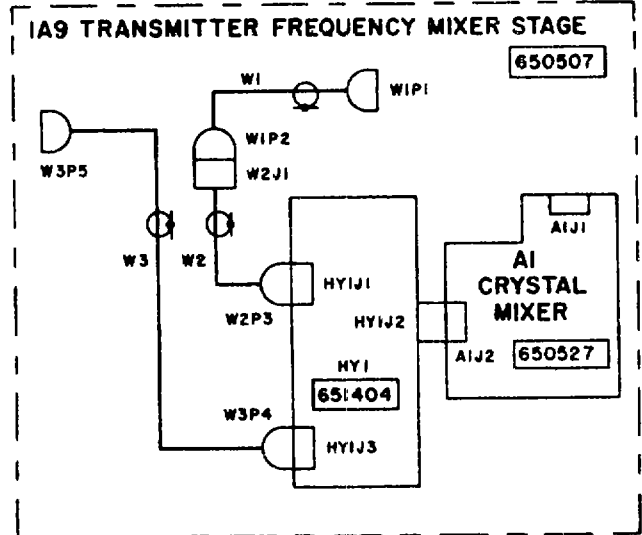 1A9 TRANSMITTER FREQUENCY MIXER STAGE
650507
W1
W1P1
W1P2
W2J1
W3P5
A1J1
W3
W2
A1
CRYSTAL
MIXER
HY1J1
W2P3
HY1J2
A1J2
650527
HY1
651404
W3P4
HY1J3